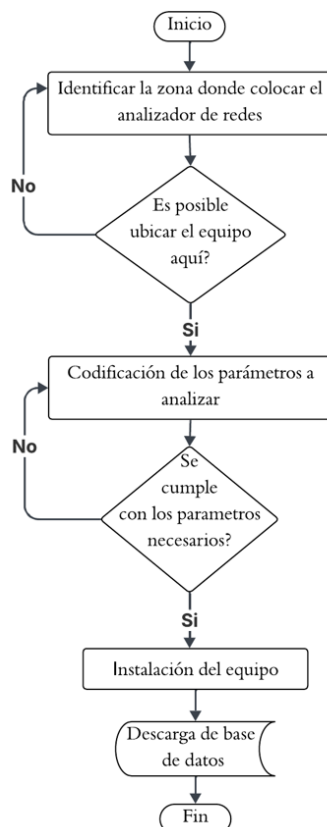 Inicio
Identificar la zona donde colocar el
analizador de redes
No
Es posible
ubicar el equipo
aquí?
Si
Codificación de los parámetros a
analizar
No
Se
cumple
con los parametros
necesarios?
Si
Instalación del equipo
Descarga de base
de datos
Fin